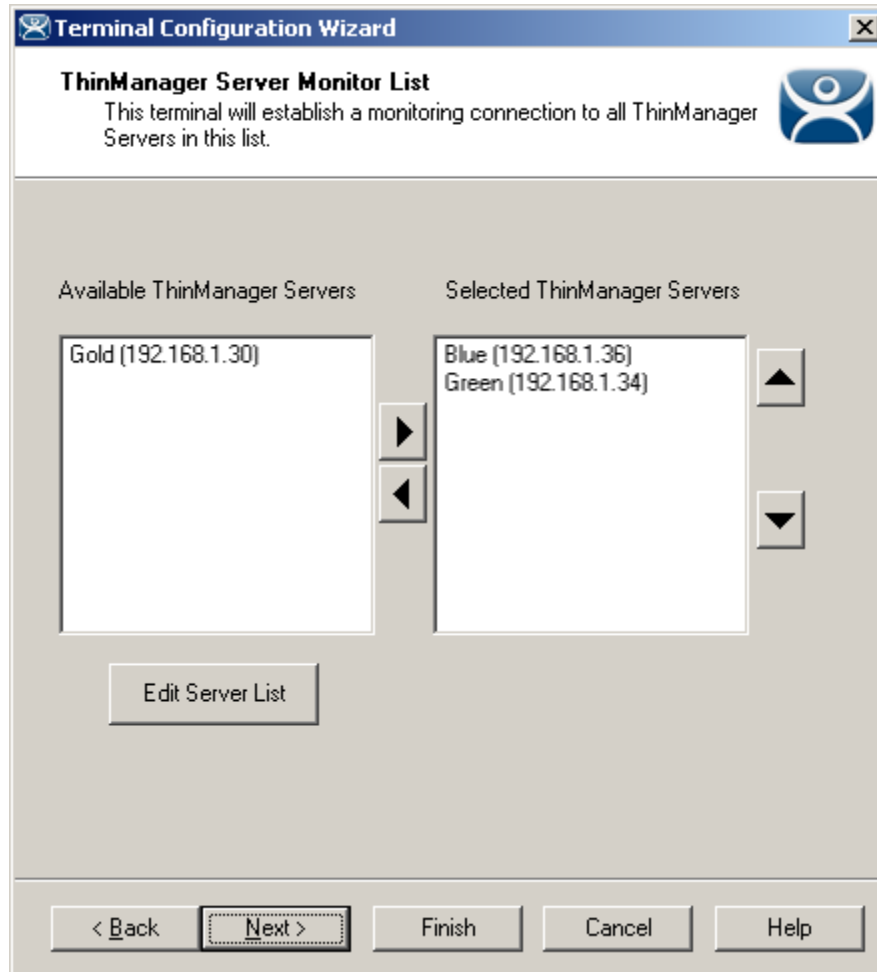 Terminal Configuration Wizard
ThinManager Server Monitor List
This terminal will establish a monitoring connection to all ThinManager
Servers in this list.
Available ThinManager Servers
Selected ThinManager Servers
Gold (192.168.1.30)
Blue (192.168.1.36)
Green (192.168.1.34)
Edit Server List
< Back
Next >
Finish
Cancel
Help